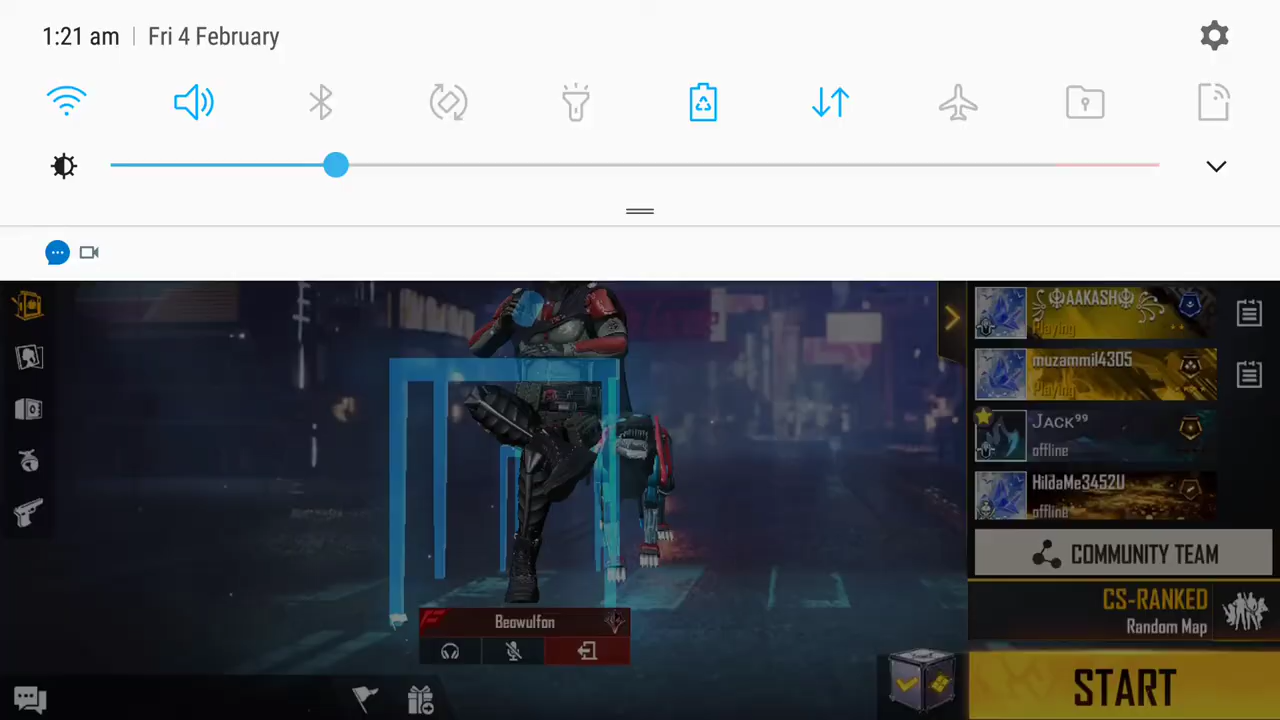 1:21 am | Fri 4 February
꧁☬AAKASH☬
Playing
muzammil4305
Playing
JACK⁹⁹
offline
HildaMe3452U
offline
COMMUNITY TEAM
CS-RANKED
Random Map
Beowulfon
START